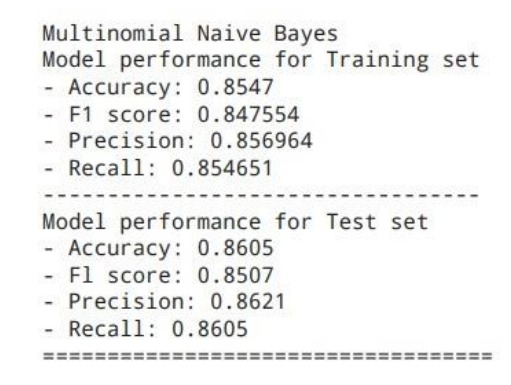 Multinomial Naive Bayes
Model performance for Training set
- Accuracy: 0.8547
- F1 score: 0.847554
- Precision: 0.856964
- Recall: 0.854651
----------------------------------
Model performance for Test set
- Accuracy: 0.8605
- Fl score: 0.8507
- Precision: 0.8621
- Recall: 0.8605
===================================